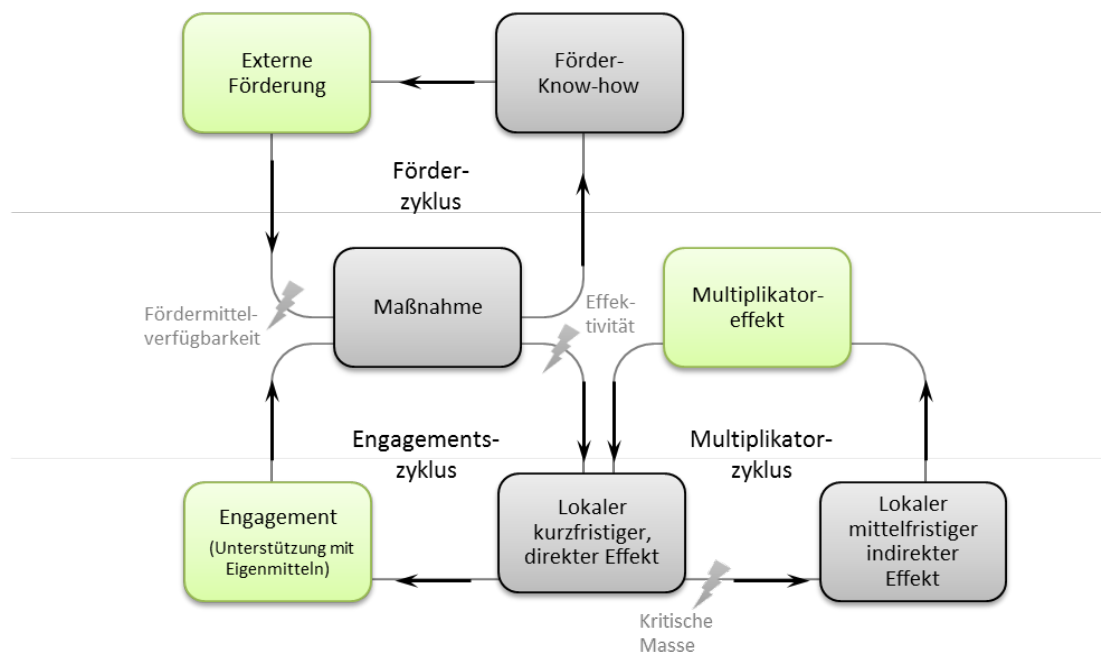 Externe
Förderung
Förder-
Know-how
Förder-
zyklus
Maßnahme
Fördermittel-
verfügbarkeit
Effek-
tivität
Multiplikator-
effekt
Engagements-
zyklus
Multiplikator-
zyklus
Engagement
(Unterstützung mit
Eigenmitteln)
Lokaler
kurzfristiger,
direkter Effekt
Lokaler
mittelfristiger
indirekter
Effekt
Kritische
Masse